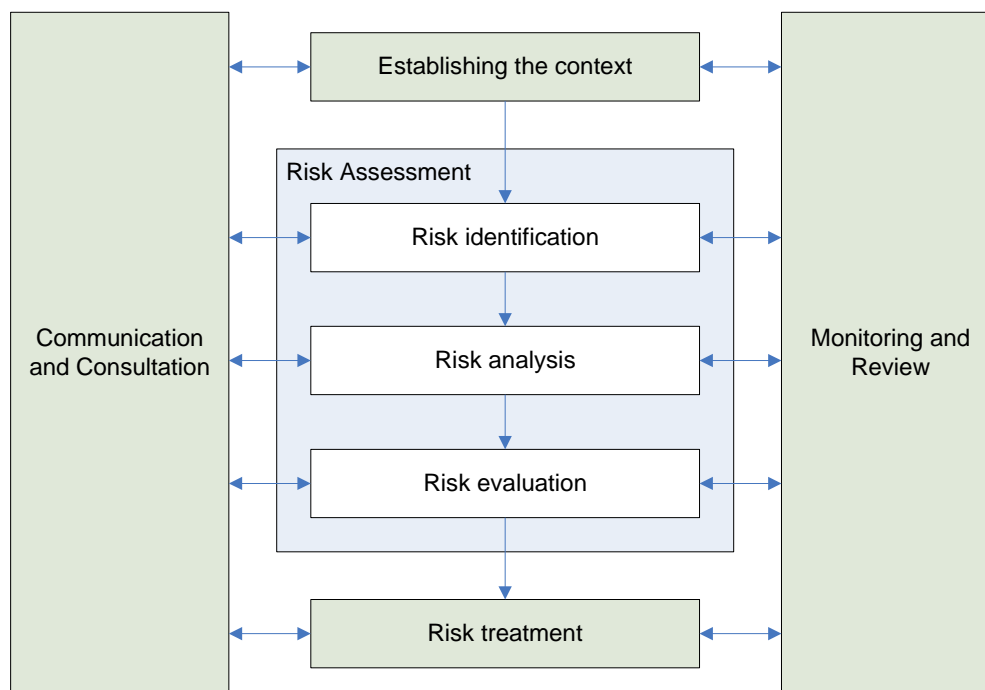 Establishing the context
Risk Assessment
Risk identification
Communication
and Consultation
Risk analysis
Monitoring and
Review
Risk evaluation
Risk treatment